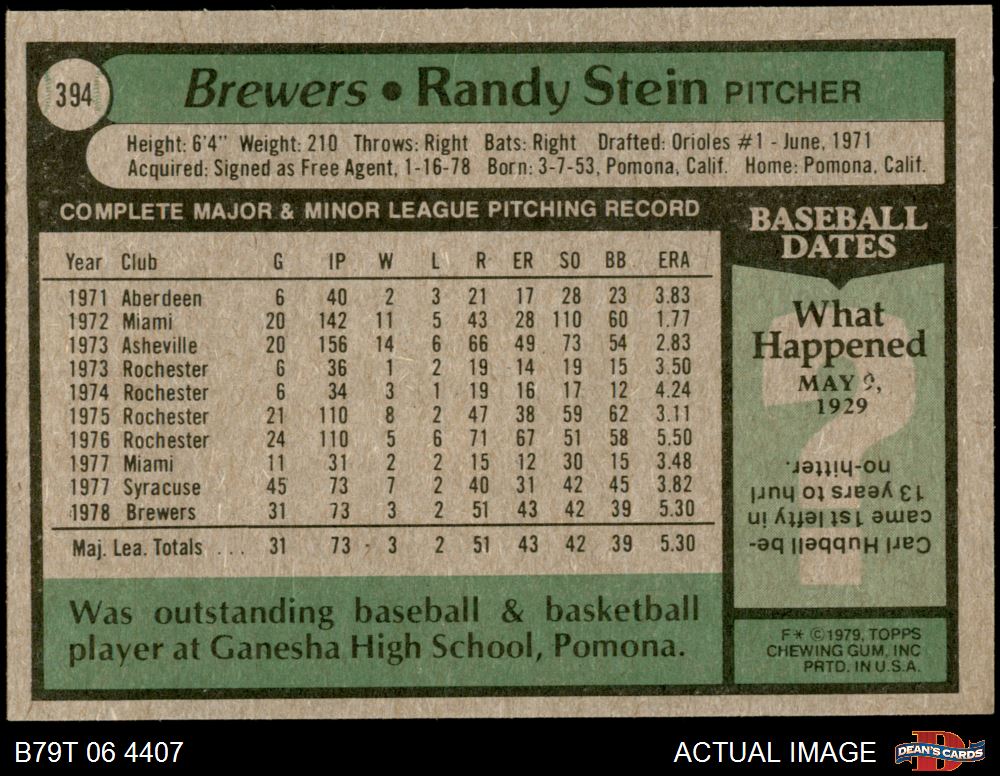 394
Brewers • Randy Stein PITCHER
Height: 6'4" Weight: 210 Throws: Right Bats: Right Drafted: Orioles #1 - June, 1971
Acquired: Signed as Free Agent, 1-16-78 Born: 3-7-53, Pomona, Calif. Home: Pomona, Calif.
COMPLETE MAJOR & MINOR LEAGUE PITCHING RECORD
Year Club G IP W L R ER SO BB ERA
1971 Aberdeen 6 40 2 3 21 17 28 23 3.83
1972 Miami 20 142 11 5 43 28 110 60 1.77
1973 Asheville 20 156 14 6 66 49 73 54 2.83
1973 Rochester 6 36 1 2 19 14 19 15 3.50
1974 Rochester 6 34 3 1 19 16 17 12 4.24
1975 Rochester 21 110 8 2 47 38 59 62 3.11
1976 Rochester 24 110 5 6 71 67 51 58 5.50
1977 Miami 11 31 2 2 15 12 30 15 3.48
1977 Syracuse 45 73 7 2 40 31 42 45 3.82
1978 Brewers 31 73 3 2 51 43 42 39 5.30
Maj. Lea. Totals ... 31 73 3 2 51 43 42 39 5.30
Was outstanding baseball & basketball
player at Ganesha High School, Pomona.
BASEBALL
DATES
What
Happened
MAY 9,
1929
?
Carl Hubbell be-
came 1st lefty in
13 years to hurl
no-hitter.
F* ©1979, TOPPS
CHEWING GUM, INC
PRTD. IN U.S.A.
B79T 06 4407
ACTUAL IMAGE
DEAN'S CARDS